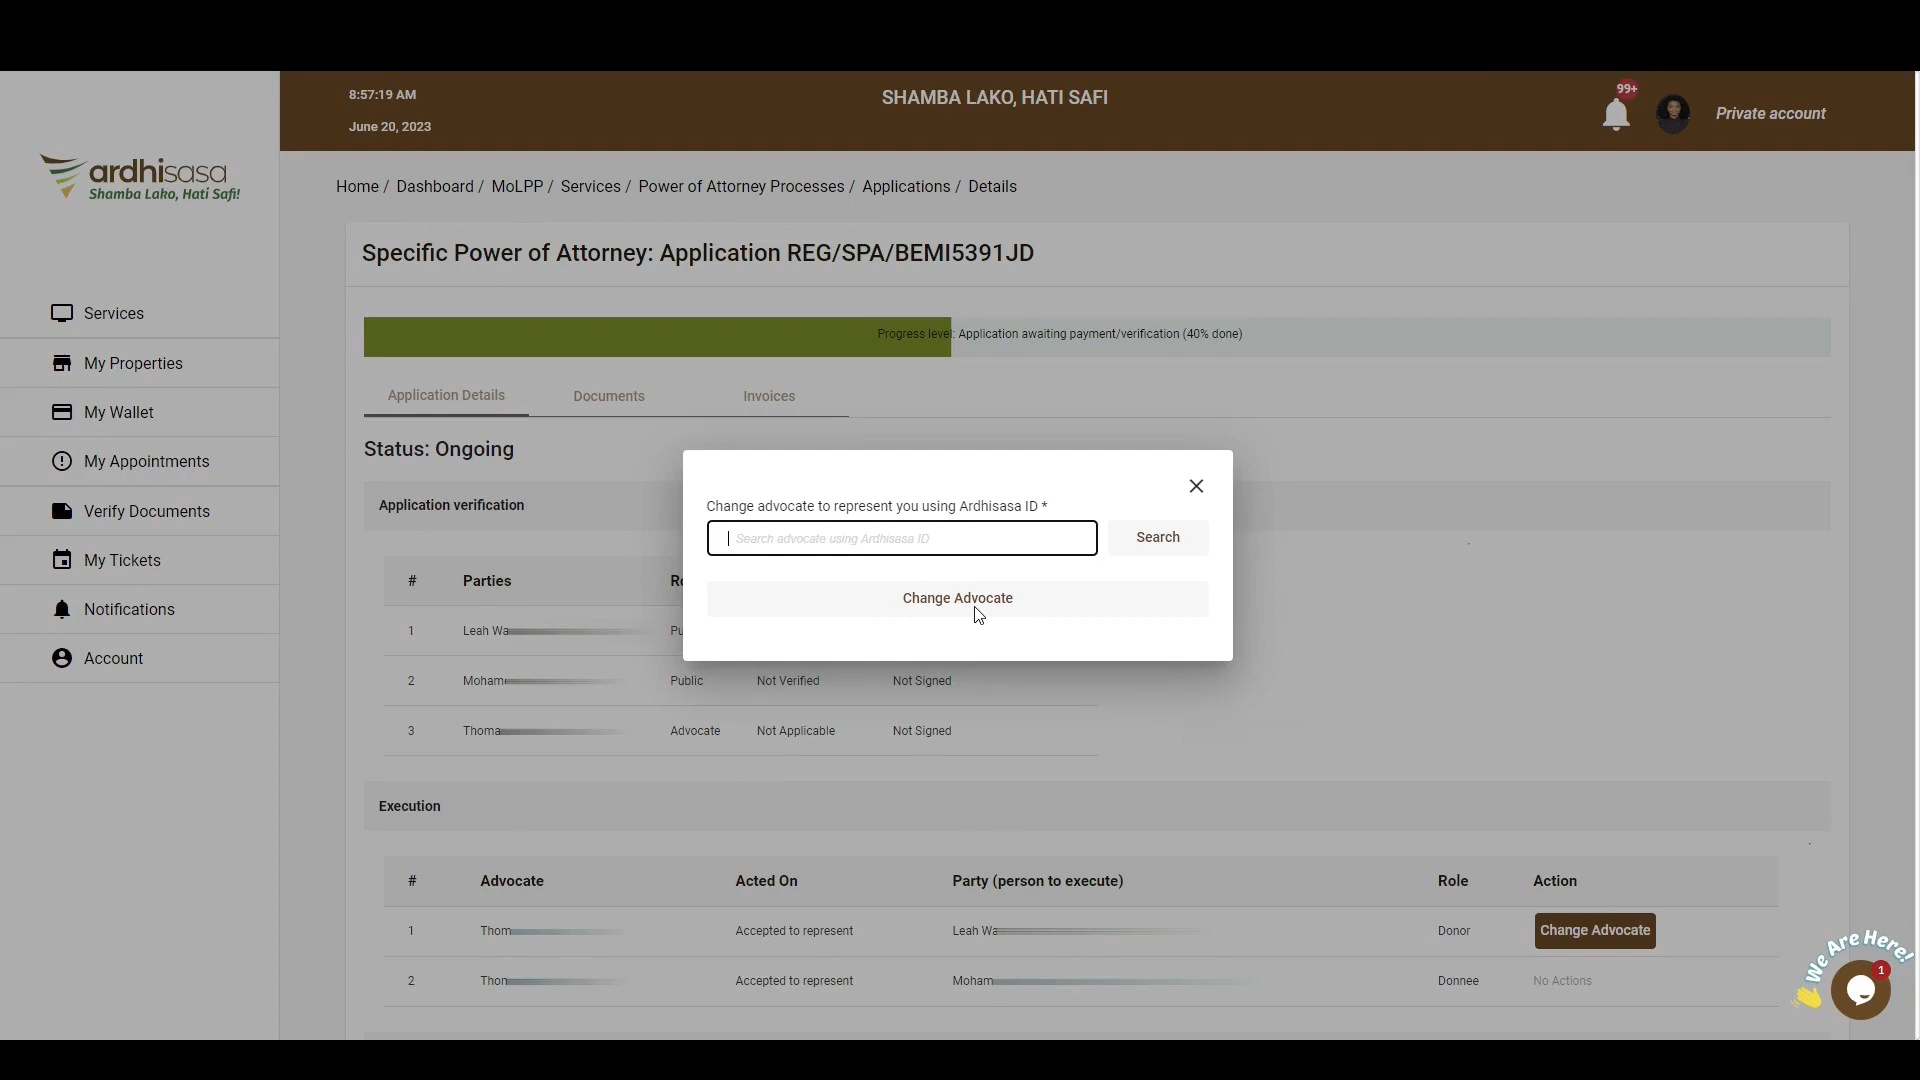 8:57:19 AM
June 20, 2023
SHAMBA LAKO, HATI SAFI
99+
Private account
ardhisasa
Shamba Lako, Hati Safi!
Home / Dashboard / MoLPP / Services / Power of Attorney Processes / Applications / Details
Specific Power of Attorney: Application REG/SPA/BEMI5391JD
Progress level: Application awaiting payment/verification (40% done)
Services
My Properties
My Wallet
My Appointments
Verify Documents
My Tickets
Notifications
Account
Application Details Documents Invoices
Status: Ongoing
Application verification
# Parties
1 Leah Wa
2 Moham Public Not Verified Not Signed
3 Thoma Advocate Not Applicable Not Signed
Change advocate to represent you using Ardhisasa ID *
Search advocate using Ardhisasa ID Search
Change Advocate
Execution
# Advocate Acted On Party (person to execute) Role Action
1 Thom Accepted to represent Leah Wa Donor Change Advocate
2 Thon Accepted to represent Moham Donnee No Actions
We Are Here!
1